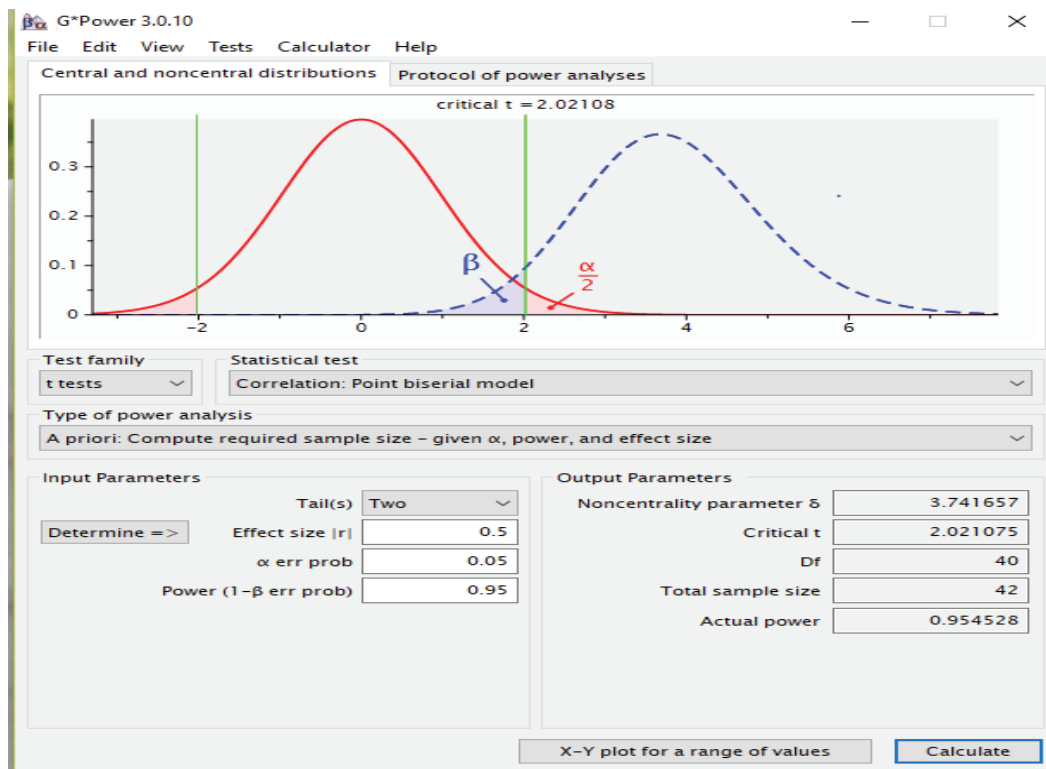 βα G*Power 3.0.10
File Edit View Tests Calculator Help
Central and noncentral distributions Protocol of power analyses
critical t = 2.02108
0.3
0.2
0.1
0
β
α
2
-2 0 2 4 6
Test family Statistical test
t tests Correlation: Point biserial model
Type of power analysis
A priori: Compute required sample size – given α, power, and effect size
Input Parameters Output Parameters
Tail(s) Two Noncentrality parameter δ 3.741657
Determine => Effect size |r| 0.5 Critical t 2.021075
α err prob 0.05 Df 40
Power (1-β err prob) 0.95 Total sample size 42
Actual power 0.954528
X-Y plot for a range of values Calculate